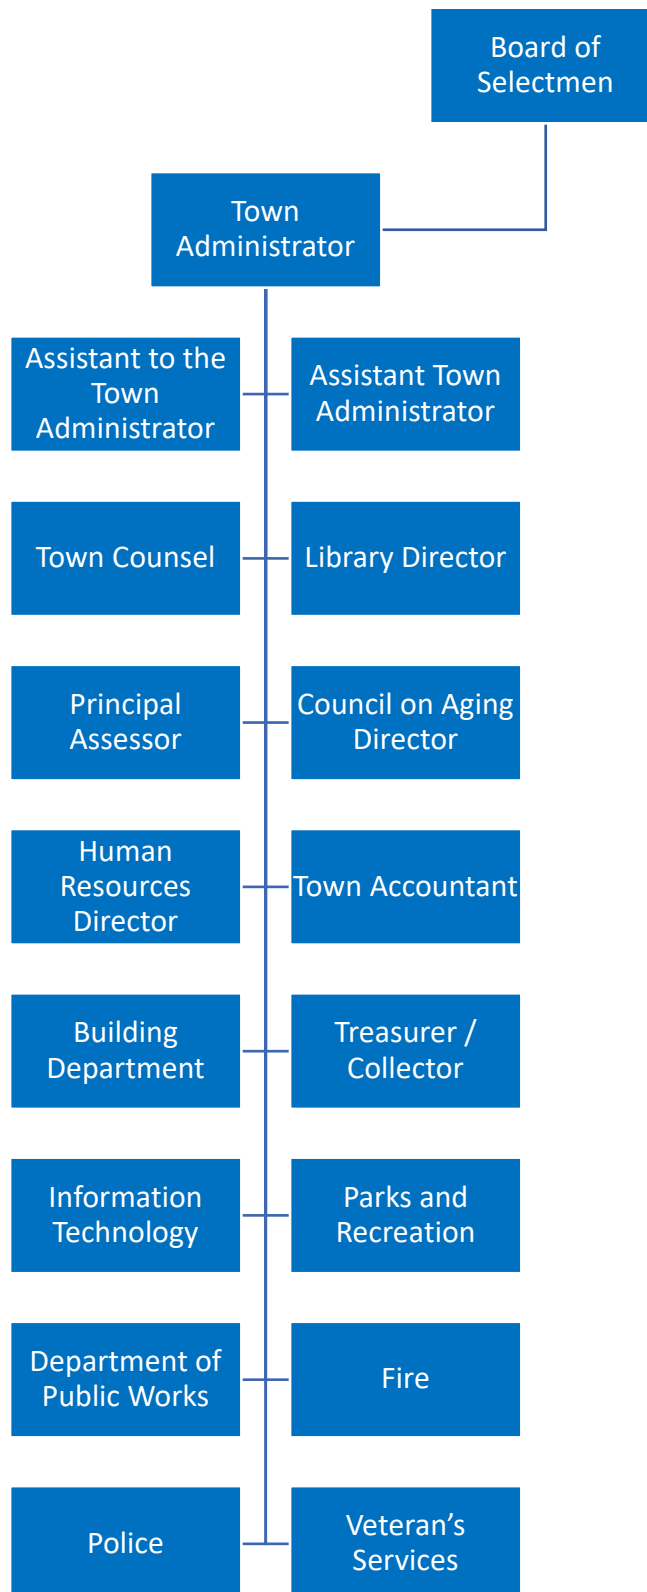 Board of
Selectmen
Town
Administrator
Assistant to the
Town
Administrator
Assistant Town
Administrator
Town Counsel
Library Director
Principal
Assessor
Council on Aging
Director
Human
Resources
Director
Town Accountant
Building
Department
Treasurer /
Collector
Information
Technology
Parks and
Recreation
Department of
Public Works
Fire
Police
Veteran’s
Services